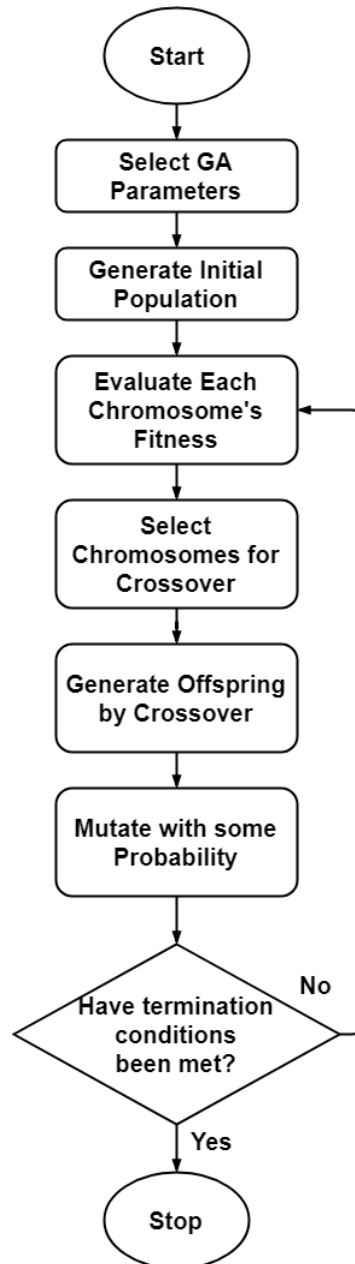 Start
Select GA
Parameters
Generate Initial
Population
Evaluate Each
Chromosome's
Fitness
Select
Chromosomes for
Crossover
Generate Offspring
by Crossover
Mutate with some
Probability
Have termination
conditions
been met?
No
Yes
Stop